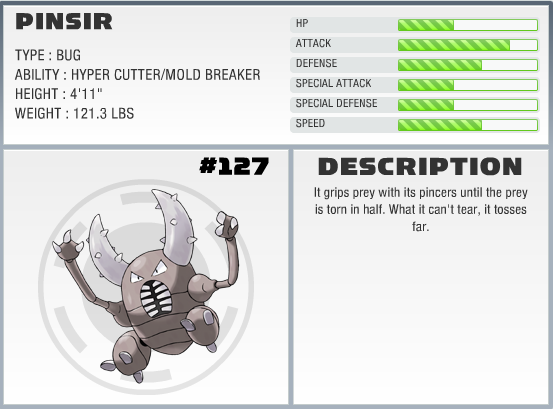 PINSIR
TYPE : BUG
ABILITY : HYPER CUTTER/MOLD BREAKER
HEIGHT : 4'11"
WEIGHT : 121.3 LBS
HP
ATTACK
DEFENSE
SPECIAL ATTACK
SPECIAL DEFENSE
SPEED
#127
DESCRIPTION
It grips prey with its pincers until the prey
is torn in half. What it can't tear, it tosses
far.